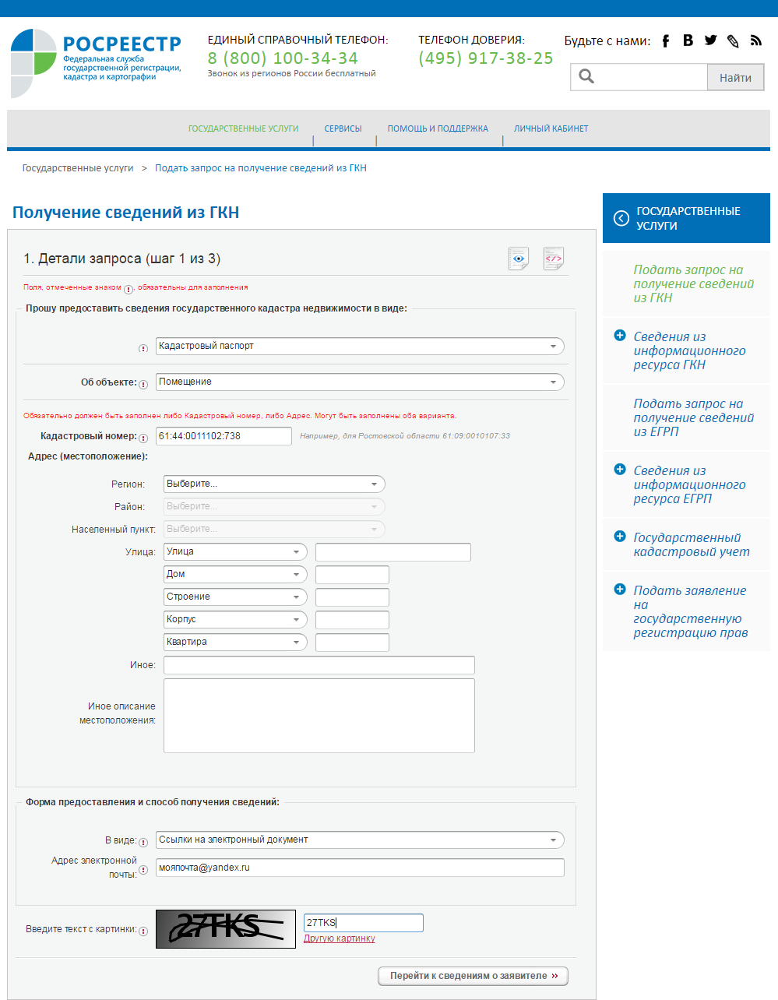 РОСРЕЕСТР
Федеральная служба
государственной регистрации,
кадастра и картографии
ЕДИНЫЙ СПРАВОЧНЫЙ ТЕЛЕФОН:
8 (800) 100-34-34
Звонок из регионов России бесплатный
ТЕЛЕФОН ДОВЕРИЯ:
(495) 917-38-25
Будьте с нами:
Найти
ГОСУДАРСТВЕННЫЕ УСЛУГИ | СЕРВИСЫ | ПОМОЩЬ И ПОДДЕРЖКА | ЛИЧНЫЙ КАБИНЕТ
Государственные услуги > Подать запрос на получение сведений из ГКН
Получение сведений из ГКН
1. Детали запроса (шаг 1 из 3)
Поля, отмеченные знаком !, обязательны для заполнения
Прошу предоставить сведения государственного кадастра недвижимости в виде:
! Кадастровый паспорт
Об объекте: ! Помещение
Обязательно должен быть заполнен либо Кадастровый номер, либо Адрес. Могут быть заполнены оба варианта.
Кадастровый номер: ! 61:44:0011102:738 Например, для Ростовской области 61:09:0010107:33
Адрес (местоположение):
Регион: Выберите...
Район: Выберите...
Населенный пункт: Выберите...
Улица: Улица
Дом
Строение
Корпус
Квартира
Иное:
Иное описание
местоположения:
Форма предоставления и способ получения сведений:
В виде: ! Ссылки на электронный документ
Адрес электронной
почты: ! мояпочта@yandex.ru
Введите текст с картинки: ! 27TKS 27TKS
Другую картинку
Перейти к сведениям о заявителе »
ГОСУДАРСТВЕННЫЕ
УСЛУГИ
Подать запрос на
получение сведений
из ГКН
Сведения из
информационного
ресурса ГКН
Подать запрос на
получение сведений
из ЕГРП
Сведения из
информационного
ресурса ЕГРП
Государственный
кадастровый учет
Подать заявление
на
государственную
регистрацию прав